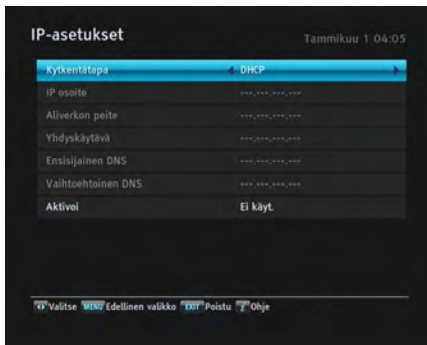 IP-asetukset
Tammikuu 1 04:05
Kytkentätapa DHCP
IP osoite ---.---.---.---
Aliverkon peite ---.---.---.---
Yhdyskäytävä ---.---.---.---
Ensisijainen DNS ---.---.---.---
Vaihtoehtoinen DNS ---.---.---.---
Aktivoi Ei käyt.
Valitse MENU Edellinen valikko EXIT Poistu ? Ohje